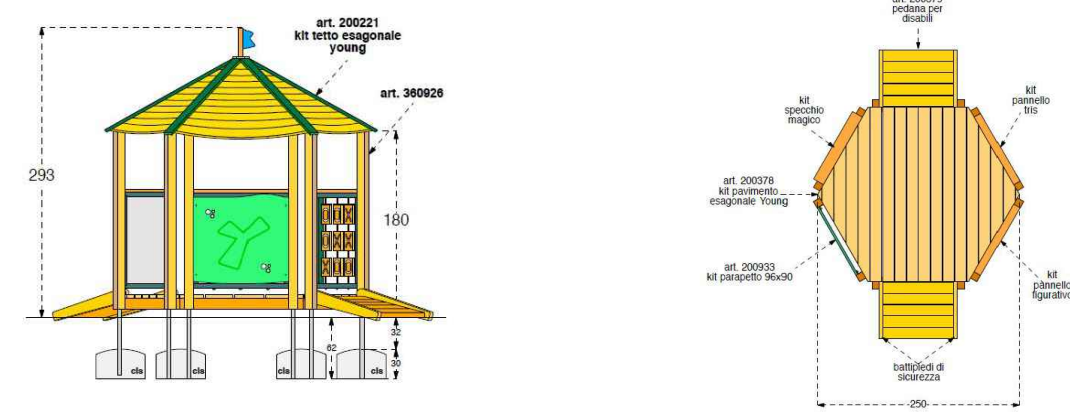 art. 200221
kit tetto esagonale
young
art. 360926
293
180
62
32
30
cls
cls
cls
cls
pedana per
disabili
kit
specchio
magico
kit
pannello
tris
art. 200378
kit pavimento
esagonale Young
art. 200933
kit parapetto 96x90
kit
pannello
figurativo
battipiedi di
sicurezza
250